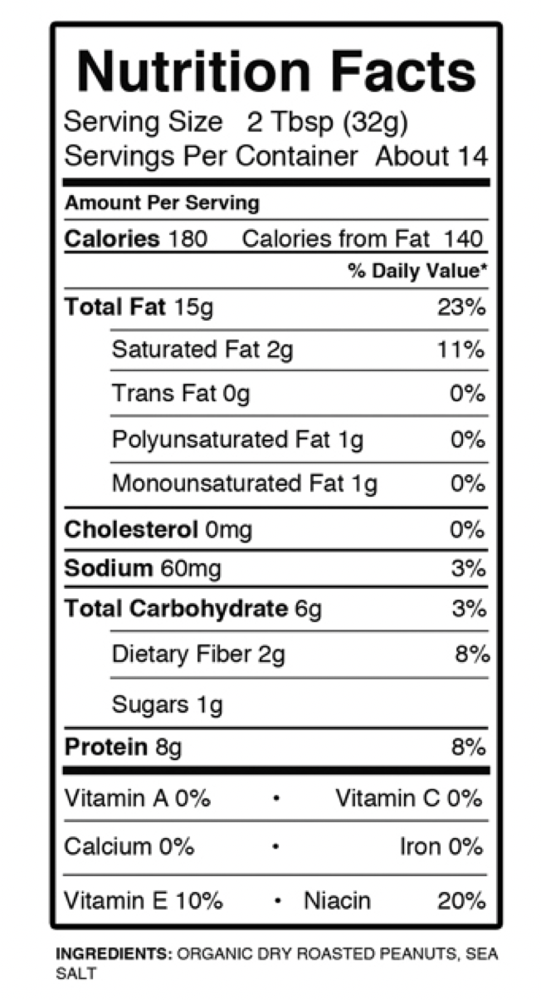 Nutrition Facts
Serving Size 2 Tbsp (32g)
Servings Per Container About 14
Amount Per Serving
Calories 180 Calories from Fat 140
% Daily Value*
Total Fat 15g 23%
Saturated Fat 2g 11%
Trans Fat 0g 0%
Polyunsaturated Fat 1g 0%
Monounsaturated Fat 1g 0%
Cholesterol 0mg 0%
Sodium 60mg 3%
Total Carbohydrate 6g 3%
Dietary Fiber 2g 8%
Sugars 1g
Protein 8g 8%
Vitamin A 0% • Vitamin C 0%
Calcium 0% • Iron 0%
Vitamin E 10% • Niacin 20%
INGREDIENTS: ORGANIC DRY ROASTED PEANUTS, SEA
SALT